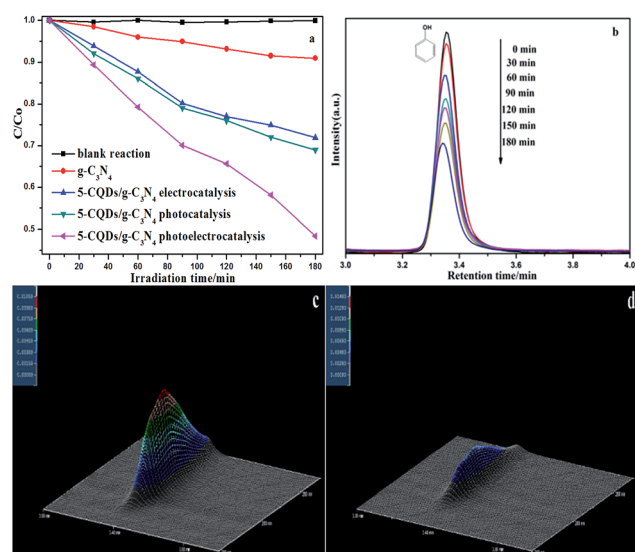 a
1.0
0.9
0.8
0.7
0.6
0.5
C/Co
blank reaction
g-C₃N₄
5-CQDs/g-C₃N₄ electrocatalysis
5-CQDs/g-C₃N₄ photocatalysis
5-CQDs/g-C₃N₄ photoelectrocatalysis
0 20 40 60 80 100 120 140 160 180
Irradiation time/min
b
OH
0 min
30 min
60 min
90 min
120 min
150 min
180 min
Intensity(a.u.)
3.0 3.2 3.4 3.6 3.8 4.0
Retention time/min
c
d